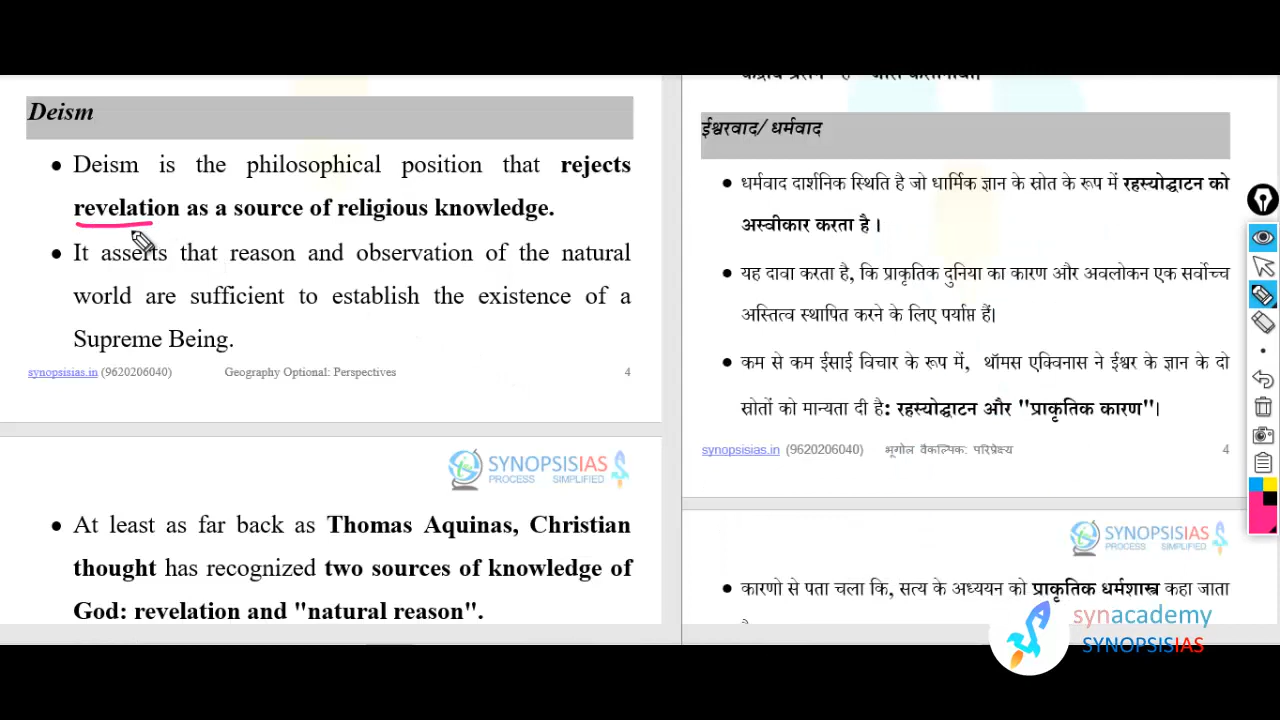 Deism
• Deism is the philosophical position that rejects
revelation as a source of religious knowledge.
• It asserts that reason and observation of the natural
world are sufficient to establish the existence of a
Supreme Being.
synopsisias.in (9620206040) Geography Optional: Perspectives 4
SYNOPSISIAS
PROCESS SIMPLIFIED
• At least as far back as Thomas Aquinas, Christian
thought has recognized two sources of knowledge of
God: revelation and "natural reason".
ईश्वरवाद/ धर्मवाद
• धर्मवाद दार्शनिक स्थिति है जो धार्मिक ज्ञान के स्रोत के रूप में रहस्योद्घाटन को
अस्वीकार करता है ।
• यह दावा करता है, कि प्राकृतिक दुनिया का कारण और अवलोकन एक सर्वोच्च
अस्तित्व स्थापित करने के लिए पर्याप्त हैं|
• कम से कम ईसाई विचार के रूप में, थॉमस एक्विनास ने ईश्वर के ज्ञान के दो
स्रोतों को मान्यता दी है: रहस्योद्घाटन और "प्राकृतिक कारण"।
synopsisias.in (9620206040) भूगोल वैकल्पिक: परिप्रेक्ष्य 4
SYNOPSISIAS
PROCESS SIMPLIFIED
• कारणो से पता चला कि, सत्य के अध्ययन को प्राकृतिक धर्मशास्त्र कहा जाता
synacademy
SYNOPSISIAS